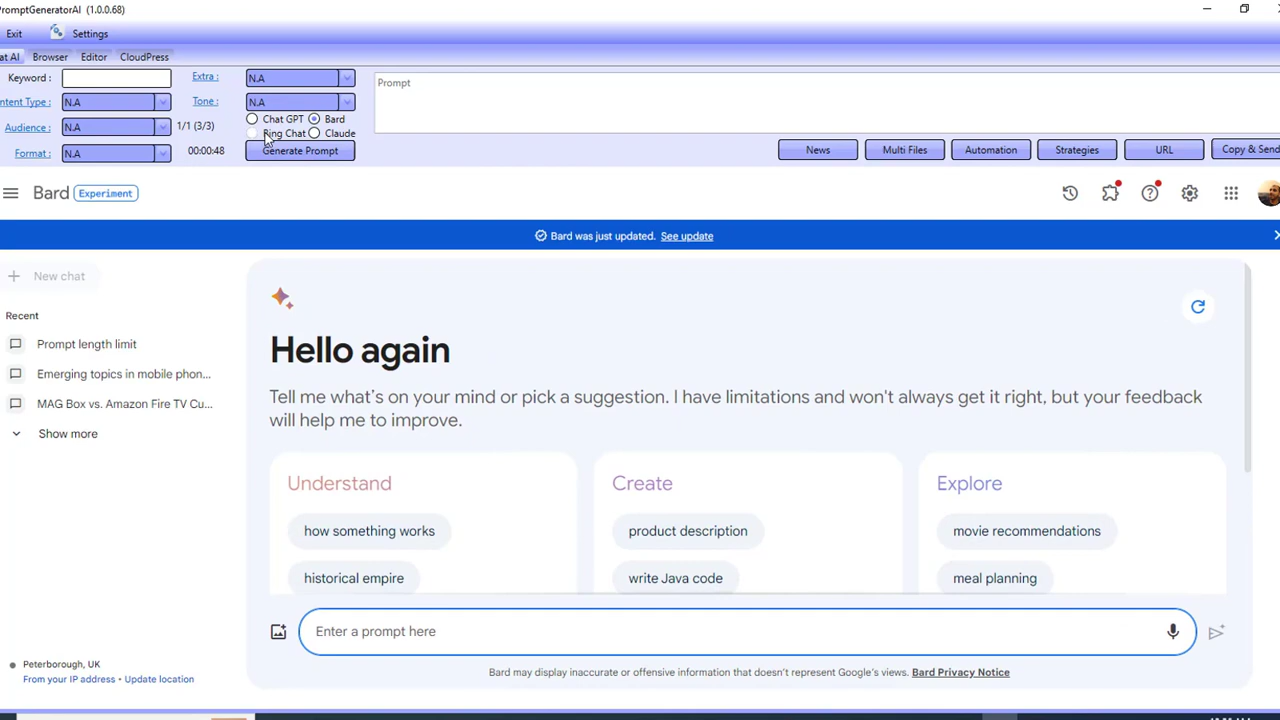 PromptGeneratorAI (1.0.0.68)
Exit Settings
at AI Browser Editor CloudPress
Keyword : Extra : N.A Prompt
ntent Type : N.A Tone : N.A
Chat GPT Bard
Audience : N.A 1/1 (3/3)
Bing Chat Claude
Format : N.A 00:00:48 Generate Prompt News Multi Files Automation Strategies URL Copy & Send
Bard Experiment
Bard was just updated. See update
New chat
Recent
Prompt length limit
Emerging topics in mobile phon...
MAG Box vs. Amazon Fire TV Cu...
Show more
Hello again
Tell me what's on your mind or pick a suggestion. I have limitations and won't always get it right, but your feedback
will help me to improve.
Understand Create Explore
how something works product description movie recommendations
historical empire write Java code meal planning
Enter a prompt here
Peterborough, UK
From your IP address • Update location
Bard may display inaccurate or offensive information that doesn't represent Google's views. Bard Privacy Notice